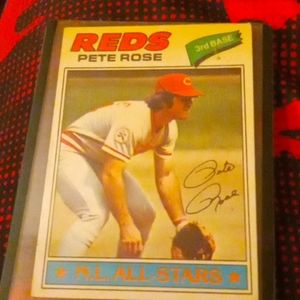 REDS
PETE ROSE
3rd BASE
Pete
Rose
★ N.L. ALL-STARS ★